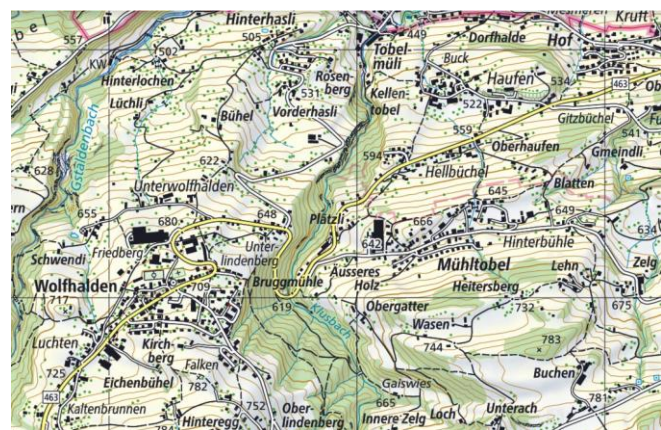 bel
557
Hinterhasli
505
449
Tobel-
müli
Dorfhalde
Hof
Kruft
KW
502
Hinterlochen
Rosen-
berg
531
Buck
Haufen
534
463
Lüchli
Bühel
Vorderhasli
Kellen-
tobel
522
Gitzbüchel
Gstaldenbach
559
541
628
622
594
Oberhaufen
Gmeindli
Unterwolfhalden
Hellbüchel
Blatten
645
655
680
648
Plätzli
666
649
634
Friedberg
Unter-
lindenberg
642
Hinterbühle
Schwendi
Äusseres
Holz
Mühltobel
Lehn
Zelg
Wolfhalden
709
Bruggmühle
Heitersberg
717
619
Klusbach
Obergatter
732
675
Luchten
Kirch-
berg
Wasen
744
783
725
Falken
Gaiswies
Buchen
Eichenbühel
782
463
Kaltenbrunnen
752
Ober-
lindenberg
665
Innere Zelg
Loch
Unterach
781
Hinteregg